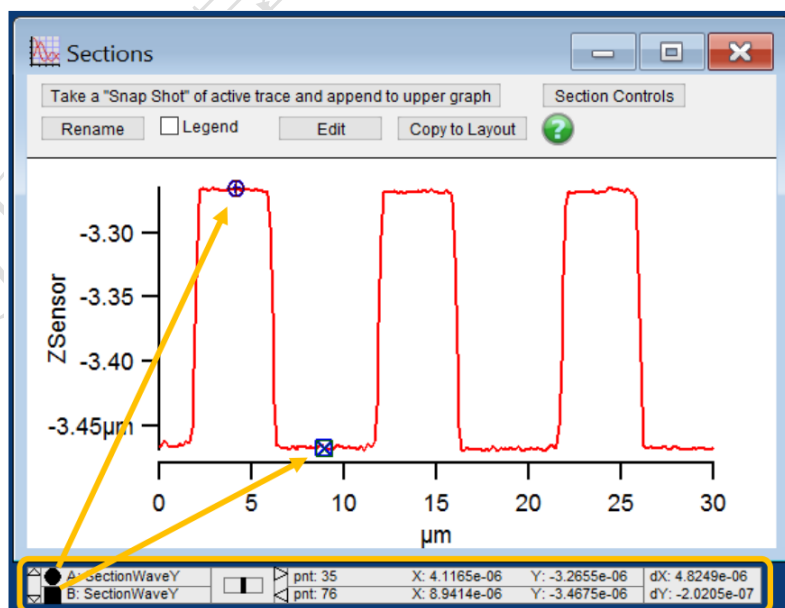 Sections
Take a "Snap Shot" of active trace and append to upper graph Section Controls
Rename Legend Edit Copy to Layout ?
-3.30
-3.35
-3.40
-3.45µm
ZSensor
0 5 10 15 20 25 30
µm
A: SectionWaveY pnt: 35 X: 4.1165e-06 Y: -3.2655e-06 dX: 4.8249e-06
B: SectionWaveY pnt: 76 X: 8.9414e-06 Y: -3.4675e-06 dY: -2.0205e-07